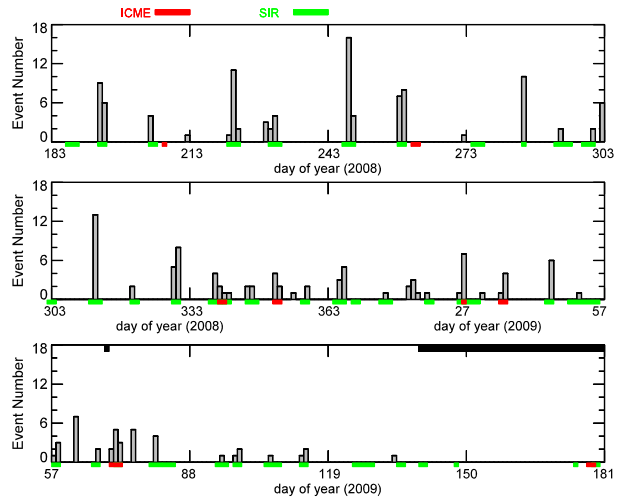 ICME SIR
Event Number
18
12
6
0
183 213 243 273 303
day of year (2008)
Event Number
18
12
6
0
303 333 363 27 57
day of year (2008) day of year (2009)
Event Number
18
12
6
0
57 88 119 150 181
day of year (2009)